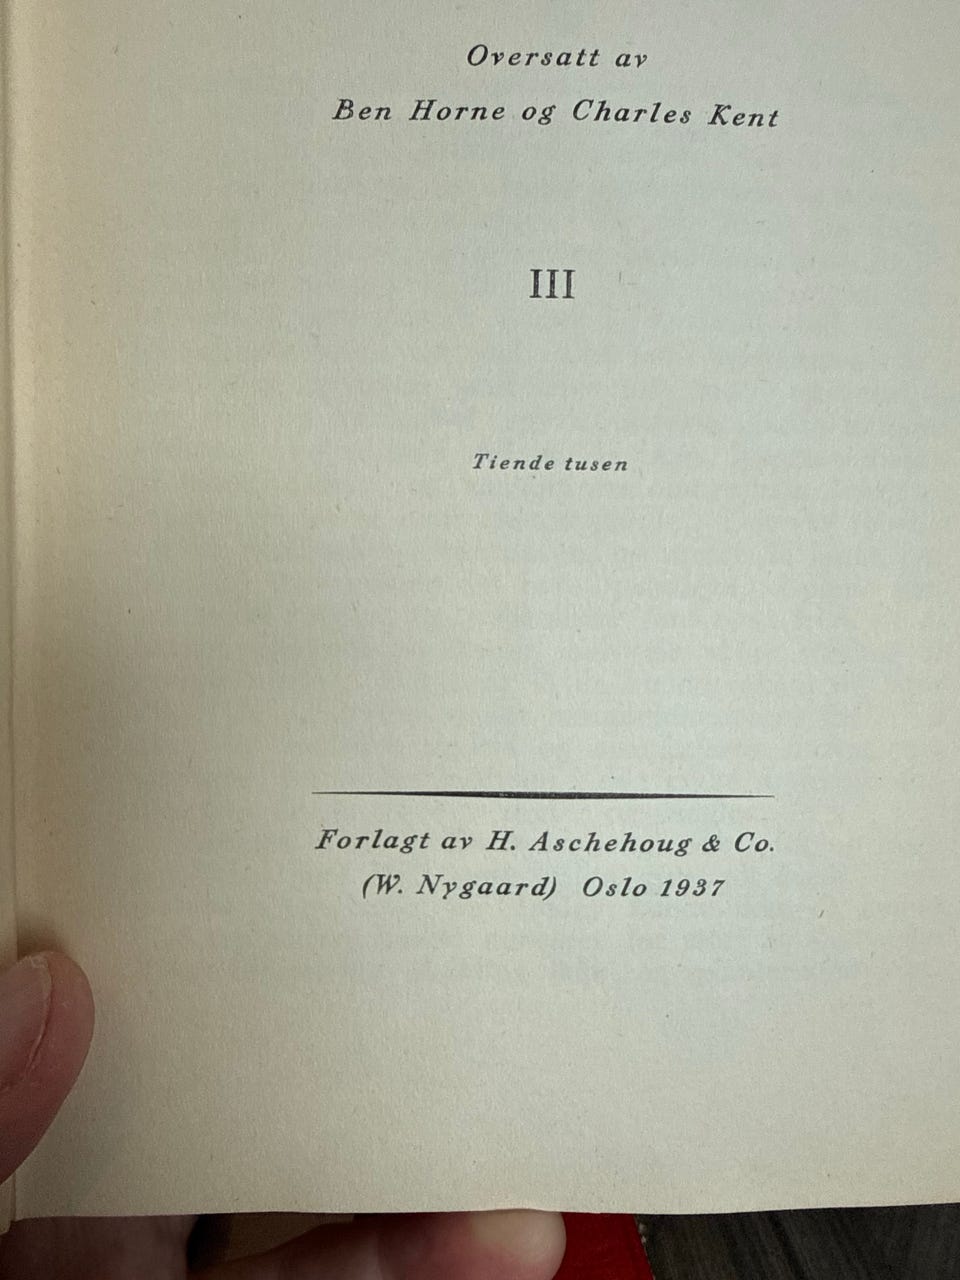 Oversatt av
Ben Horne og Charles Kent
III
Tiende tusen
Forlagt av H. Aschehoug & Co.
(W. Nygaard) Oslo 1937